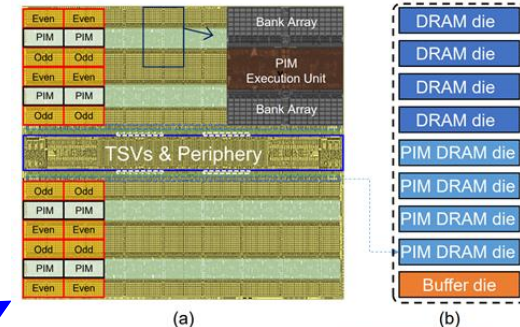 Even Even
PIM PIM
Odd Odd
Even Even
PIM PIM
Odd Odd
Bank Array
PIM
Execution Unit
Bank Array
TSVs & Periphery
Odd Odd
PIM PIM
Even Even
Odd Odd
PIM PIM
Even Even
(a)
DRAM die
DRAM die
DRAM die
DRAM die
PIM DRAM die
PIM DRAM die
PIM DRAM die
PIM DRAM die
Buffer die
(b)